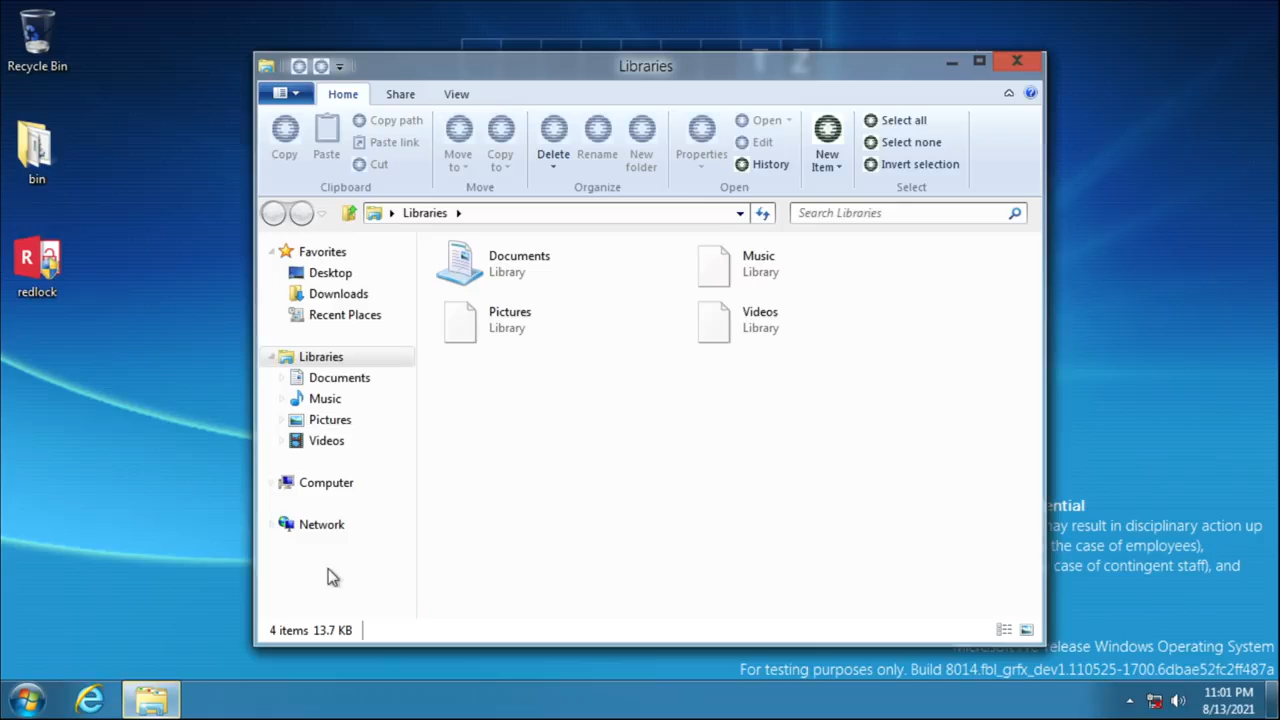 Recycle Bin
bin
R
redlock
Libraries
Home
Share
View
Copy
Paste
Copy path
Paste link
Cut
Clipboard
Move to
Copy to
Move
Delete
Rename
New folder
Organize
Properties
Open
Edit
History
Open
New Item
Select all
Select none
Invert selection
Select
Libraries
Search Libraries
Favorites
Desktop
Downloads
Recent Places
Libraries
Documents
Music
Pictures
Videos
Computer
Network
Documents
Library
Music
Library
Pictures
Library
Videos
Library
4 items 13.7 KB
ential
may result in disciplinary action up
the case of employees),
case of contingent staff), and
release Windows Operating System
For testing purposes only. Build 8014.fbl_grfx_dev1.110525-1700.6dbae52fc2ff487a
11:01 PM
8/13/2021